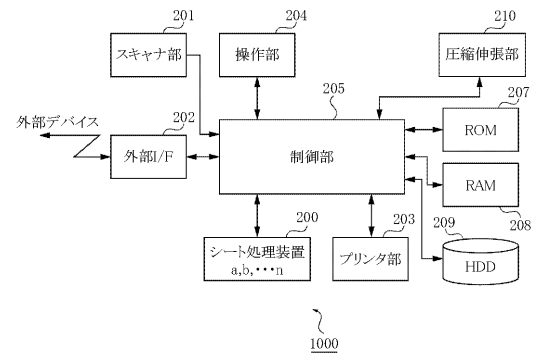 201
スキャナ部
204
操作部
210
圧縮伸張部
205
制御部
207
ROM
外部デバイス
202
外部I/F
RAM
208
200
シート処理装置
a,b,･･･n
203
プリンタ部
209
HDD
1000